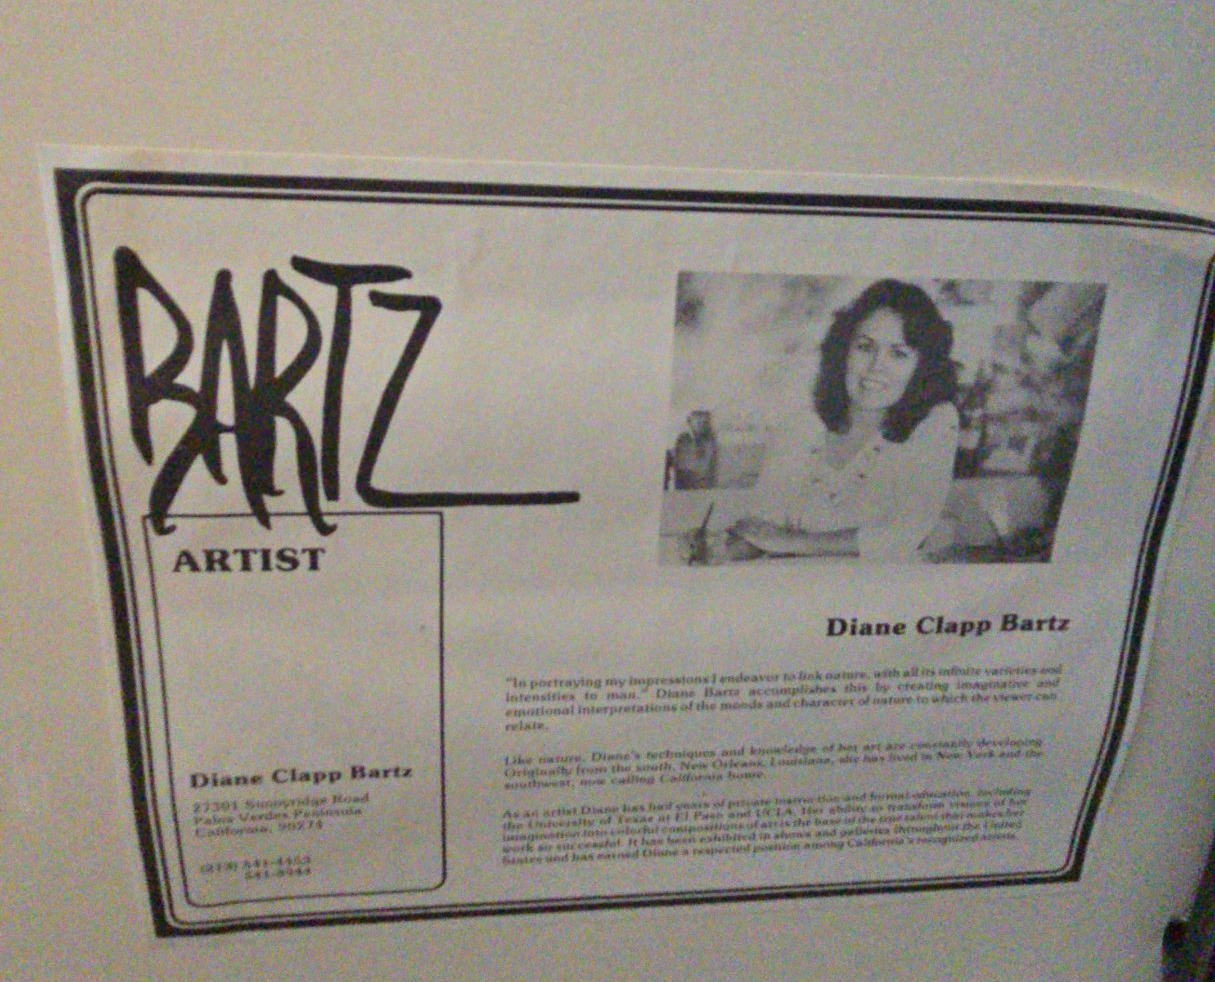 BARTZ
ARTIST
Diane Clapp Bartz
27301 Sunnyridge Road
Palos Verdes Peninsula
California, 90274
(213) 541-4453
Diane Clapp Bartz
"In portraying my impressions I endeavor to link nature, with all its infinite varieties and
intensities to man." Diane Bartz accomplishes this by creating imaginative and
emotional interpretations of the moods and character of nature to which the viewer can
relate.
Like nature, Diane's techniques and knowledge of her art are constantly developing
Originally from the south, New Orleans, Louisiana, she has lived in New York and the
southwest, now calling California home.
As an artist Diane has had years of private instruction and formal education, including
the University of Texas at El Paso and UCLA. Her ability to transform visions of her
imagination into colorful compositions of art is the base of the true talent that makes her
work so successful. It has been exhibited in shows and galleries throughout the United
States and has earned Diane a respected position among California's recognized artists.